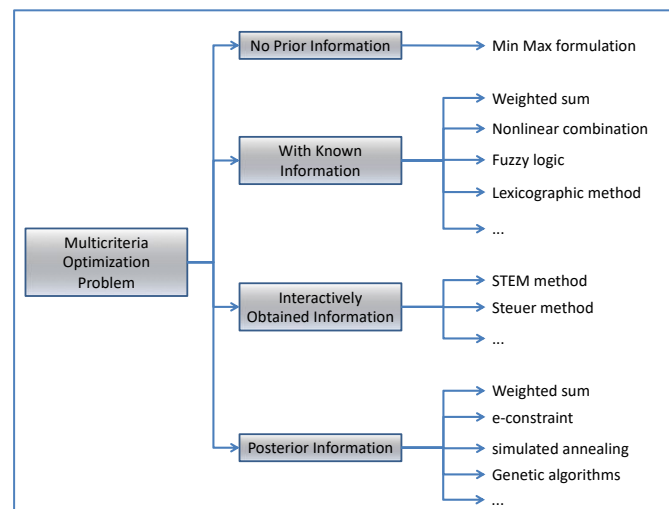 No Prior Information
Min Max formulation
With Known
Information
Weighted sum
Nonlinear combination
Fuzzy logic
Lexicographic method
...
Multicriteria
Optimization
Problem
Interactively
Obtained Information
STEM method
Steuer method
...
Posterior Information
Weighted sum
e-constraint
simulated annealing
Genetic algorithms
...